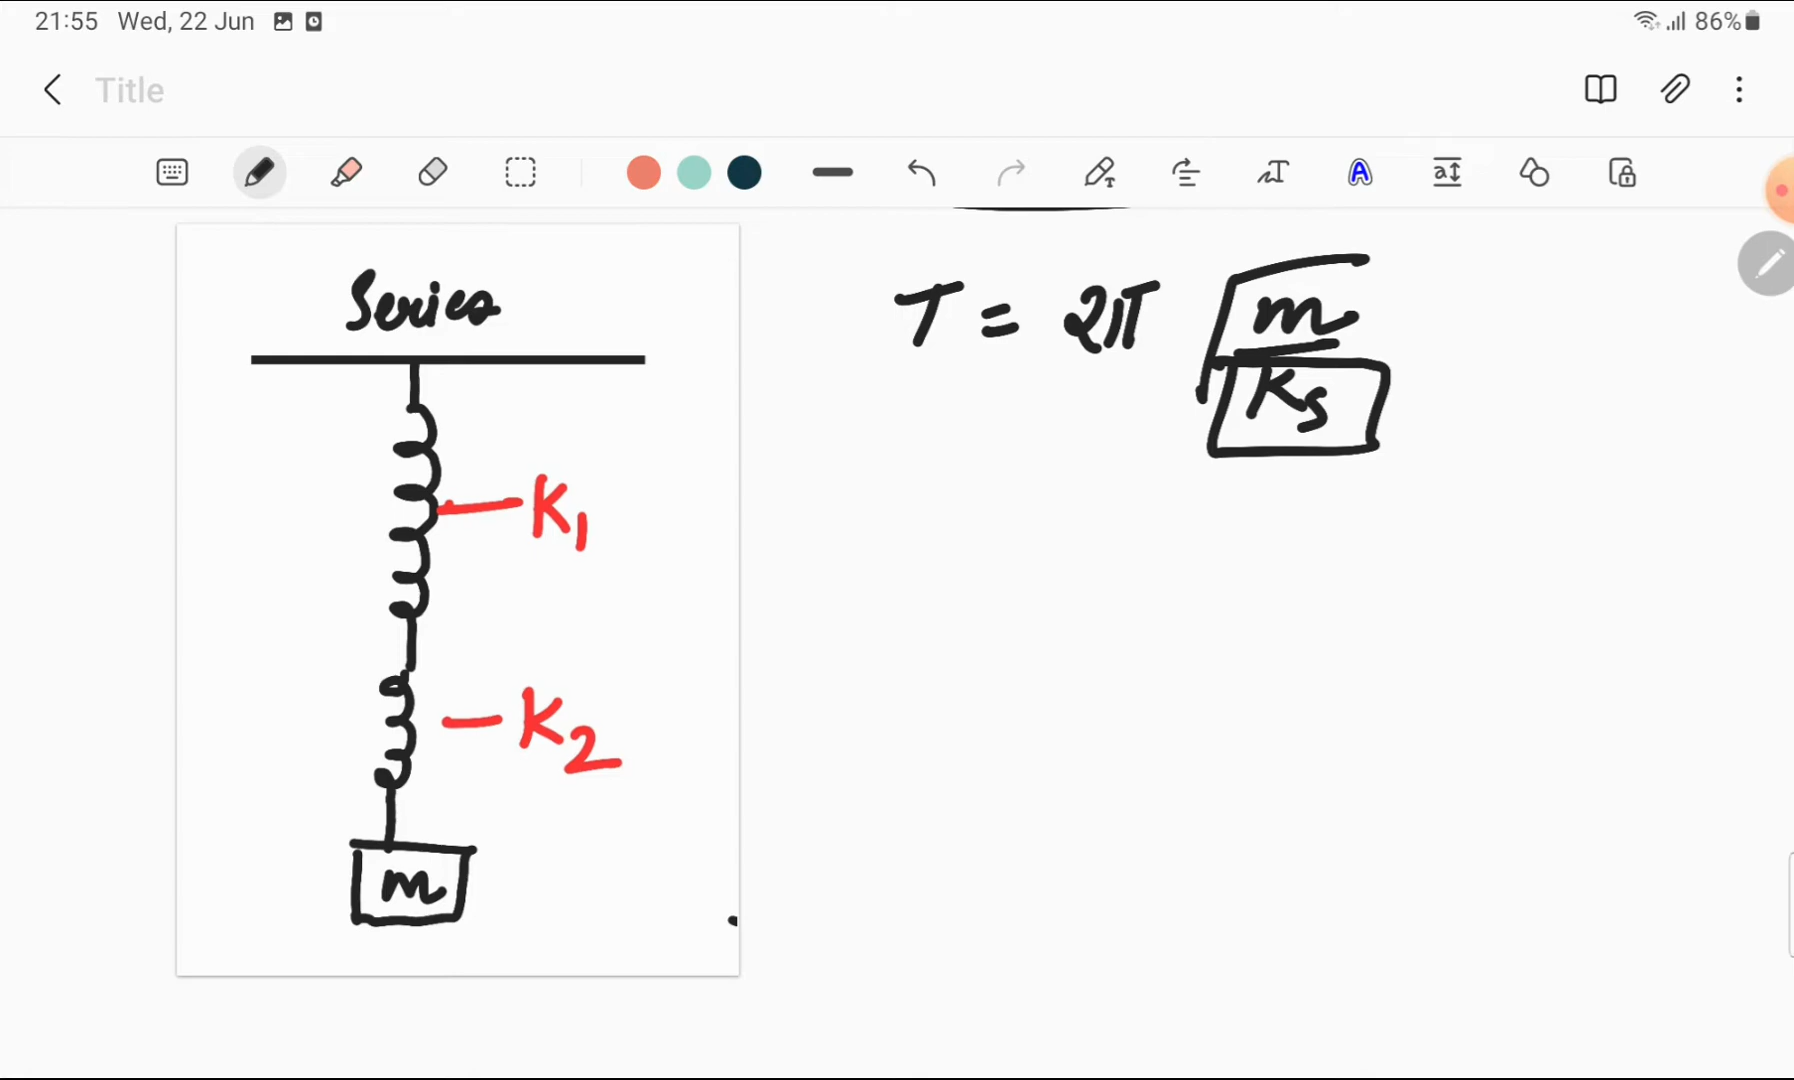 21:55 Wed, 22 Jun 86%
Title
A a
Series
T = 2π √m
Ks
K1
K2
m